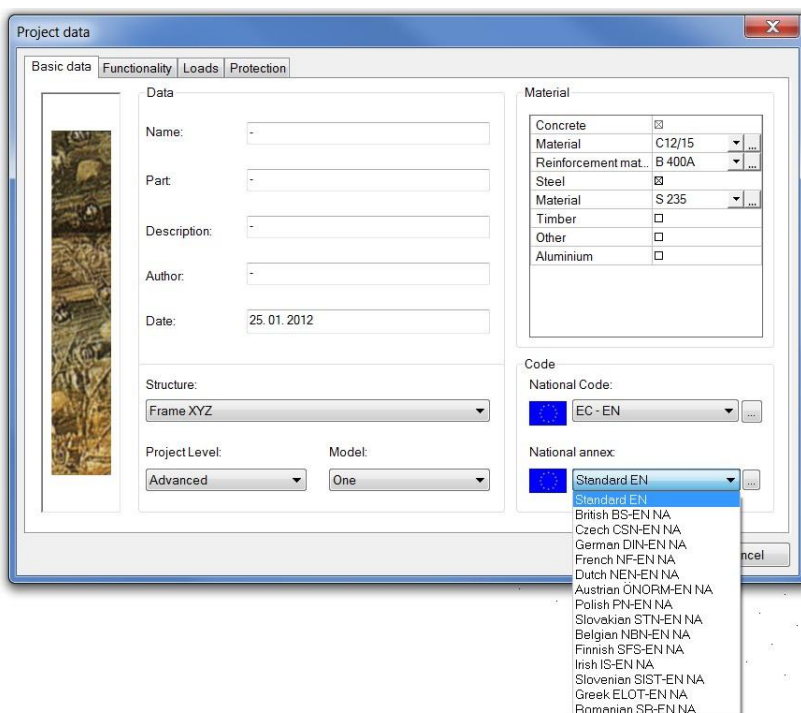 Project data
Basic data Functionality Loads Protection
Data
Name: -
Part: -
Description: -
Author: -
Date: 25. 01. 2012
Structure:
Frame XYZ
Project Level: Model:
Advanced One
Material
Concrete
Material C12/15 ...
Reinforcement mat... B 400A ...
Steel
Material S 235 ...
Timber
Other
Aluminium
Code
National Code:
EC - EN ...
National annex:
Standard EN ...
Standard EN
British BS-EN NA
Czech CSN-EN NA
German DIN-EN NA
French NF-EN NA
Dutch NEN-EN NA
Austrian ÖNORM-EN NA
Polish PN-EN NA
Slovakian STN-EN NA
Belgian NBN-EN NA
Finnish SFS-EN NA
Irish IS-EN NA
Slovenian SIST-EN NA
Greek ELOT-EN NA
Romanian SR-EN NA
ncel